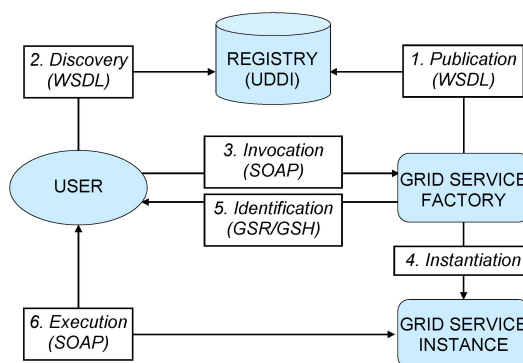 2. Discovery
(WSDL)
REGISTRY
(UDDI)
1. Publication
(WSDL)
3. Invocation
(SOAP)
USER
GRID SERVICE
FACTORY
5. Identification
(GSR/GSH)
4. Instantiation
6. Execution
(SOAP)
GRID SERVICE
INSTANCE